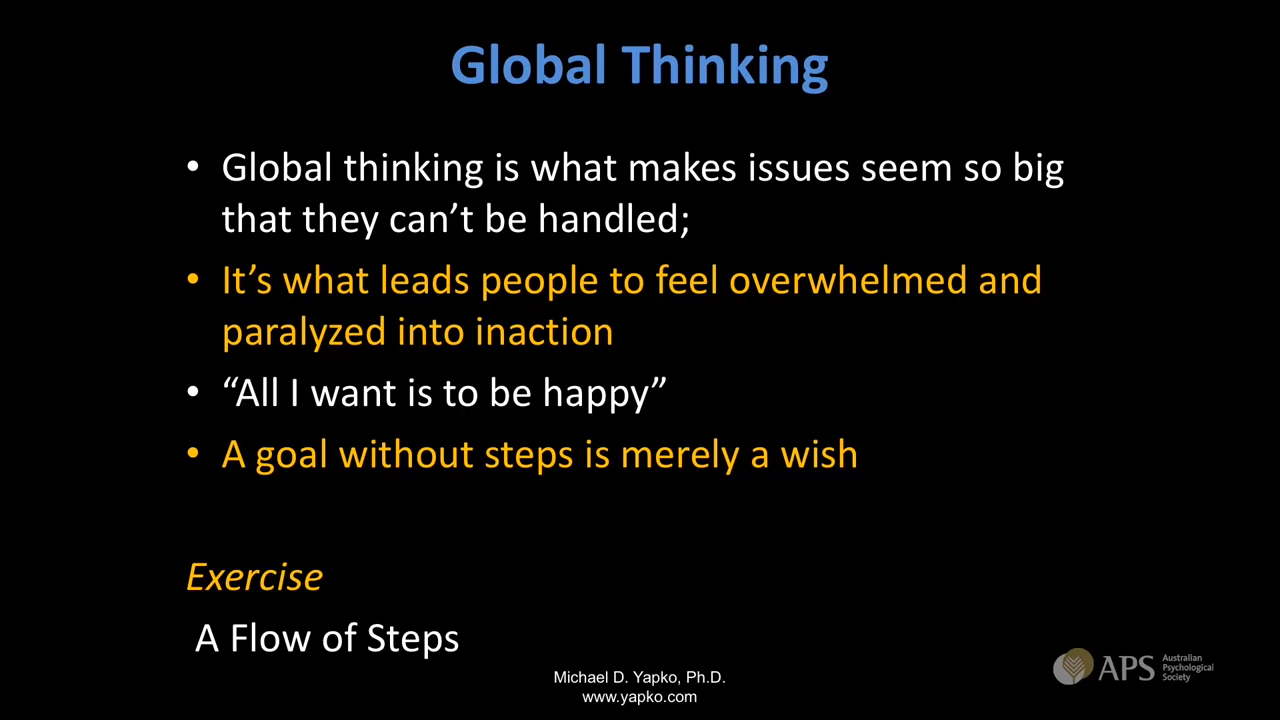 Global Thinking
• Global thinking is what makes issues seem so big
that they can’t be handled;
• It’s what leads people to feel overwhelmed and
paralyzed into inaction
• “All I want is to be happy”
• A goal without steps is merely a wish
Exercise
A Flow of Steps
Michael D. Yapko, Ph.D.
www.yapko.com
APS
Australian
Psychological
Society